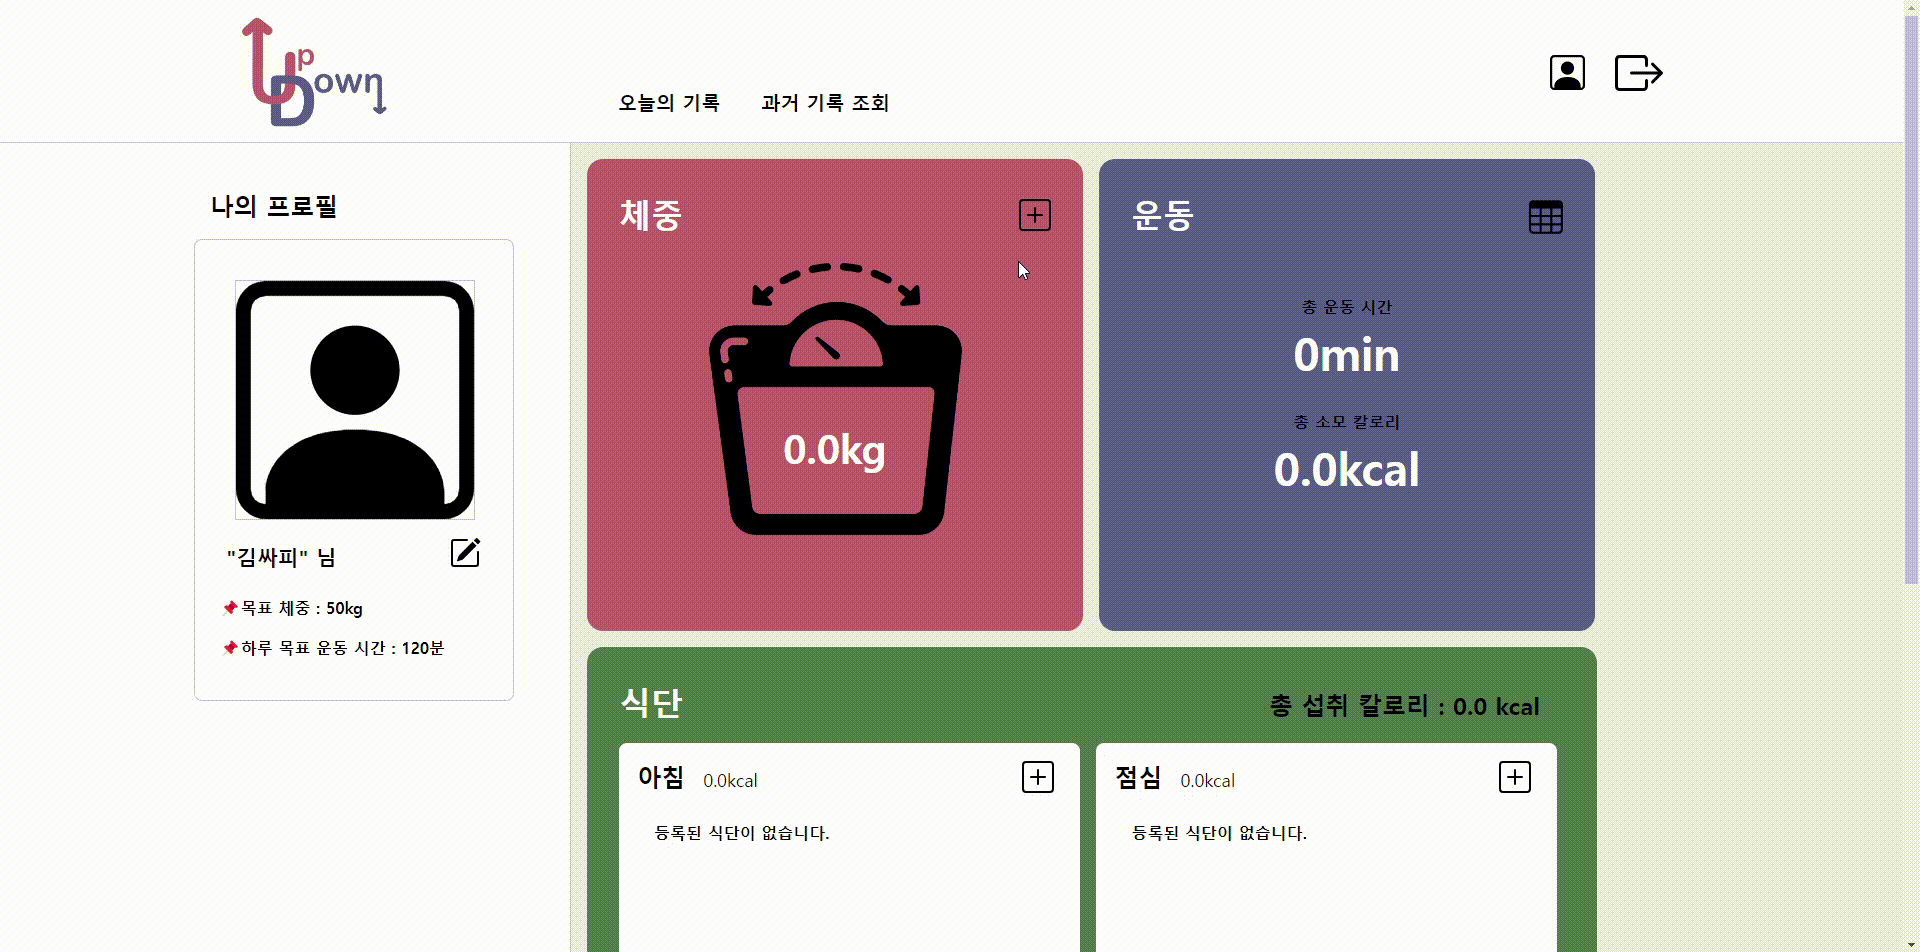 Up
Down
오늘의 기록 과거 기록 조회
나의 프로필
"김싸피" 님
📌목표 체중 : 50kg
📌하루 목표 운동 시간 : 120분
체중
0.0kg
운동
총 운동 시간
0min
총 소모 칼로리
0.0kcal
식단
총 섭취 칼로리 : 0.0 kcal
아침 0.0kcal
등록된 식단이 없습니다.
점심 0.0kcal
등록된 식단이 없습니다.